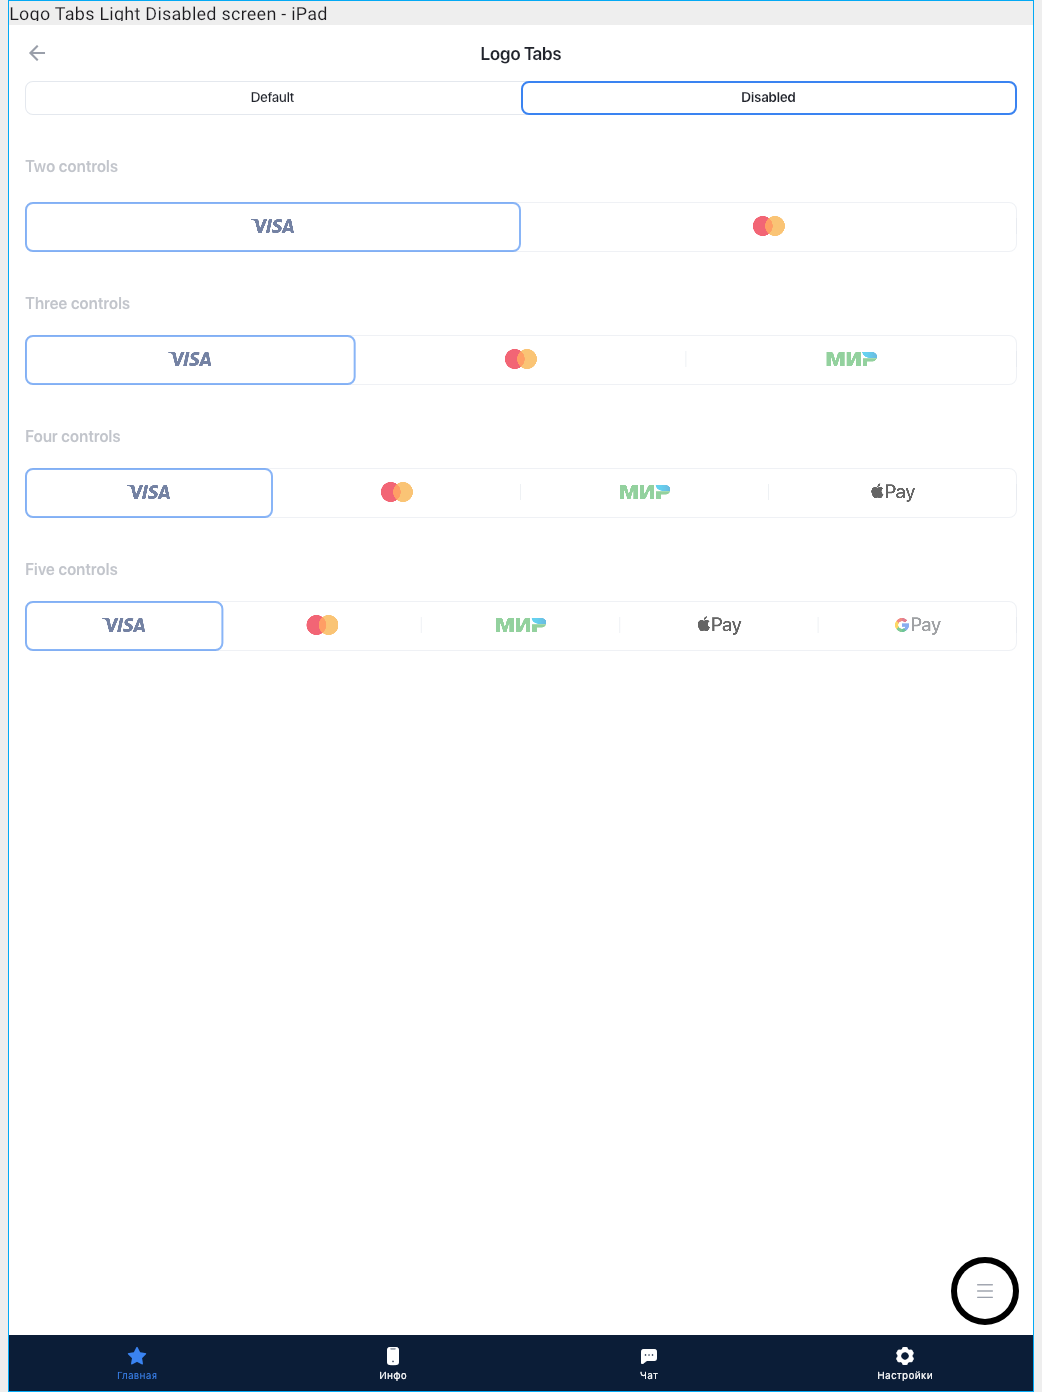 Logo Tabs Light Disabled screen - iPad
Logo Tabs
Default Disabled
Two controls
VISA
Three controls
VISA МИР
Four controls
VISA МИР Pay
Five controls
VISA МИР Pay G Pay
Главная Инфо Чат Настройки